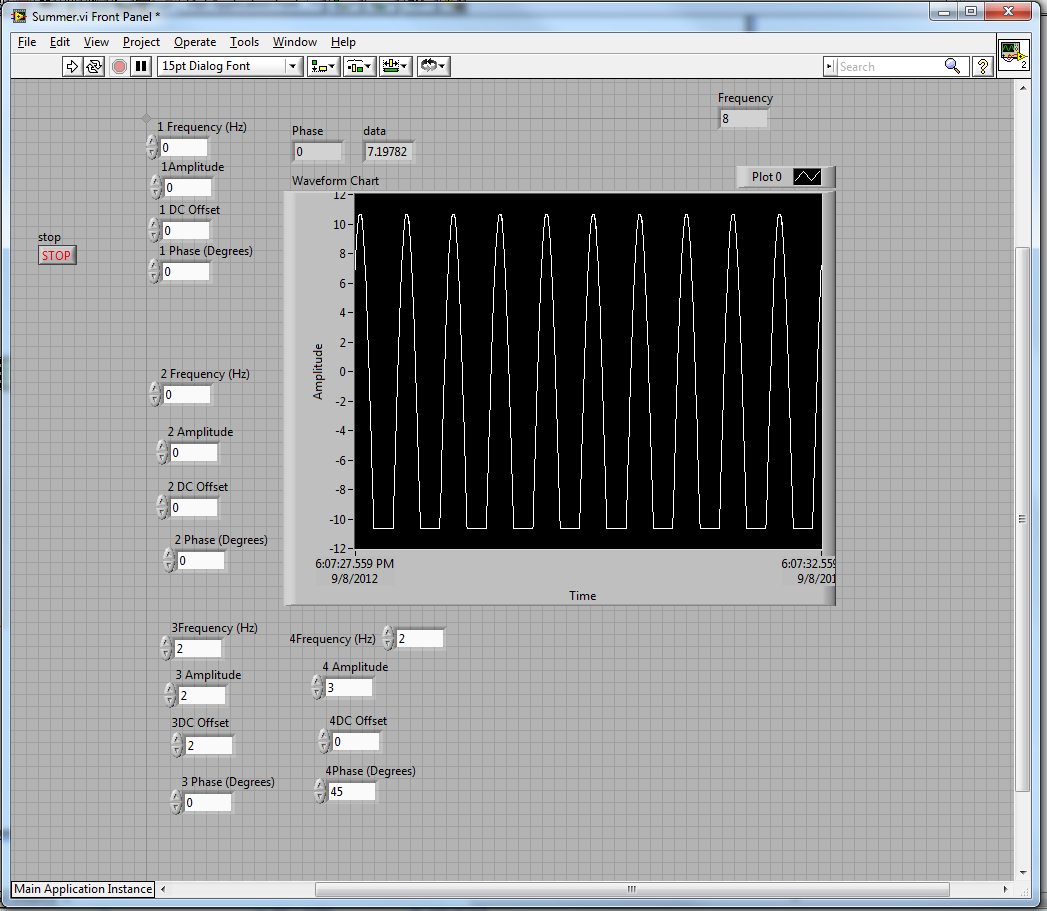 Summer.vi Front Panel *
File Edit View Project Operate Tools Window Help
15pt Dialog Font
Search
?
2
Frequency
8
1 Frequency (Hz)
0
1Amplitude
0
1 DC Offset
0
1 Phase (Degrees)
0
stop
STOP
Phase
0
data
7.19782
Waveform Chart
Plot 0
12
10
8
6
4
2
0
-2
-4
-6
-8
-10
-12
Amplitude
6:07:27.559 PM
9/8/2012
6:07:32.559
9/8/201
Time
2 Frequency (Hz)
0
2 Amplitude
0
2 DC Offset
0
2 Phase (Degrees)
0
3Frequency (Hz)
2
3 Amplitude
2
3DC Offset
2
3 Phase (Degrees)
0
4Frequency (Hz)
2
4 Amplitude
3
4DC Offset
0
4Phase (Degrees)
45
Main Application Instance